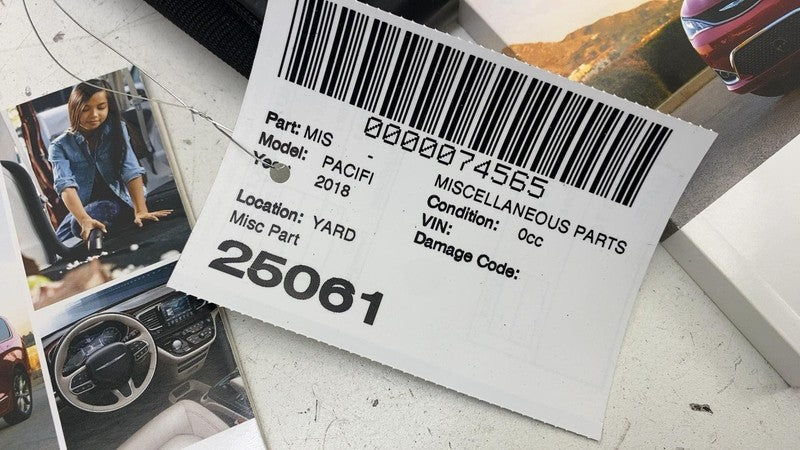 0000074565
Part: MIS - MISCELLANEOUS PARTS
Model: PACIFI
Year: 2018
Condition: 0cc
VIN:
Location: YARD
Damage Code:
Misc Part
25061